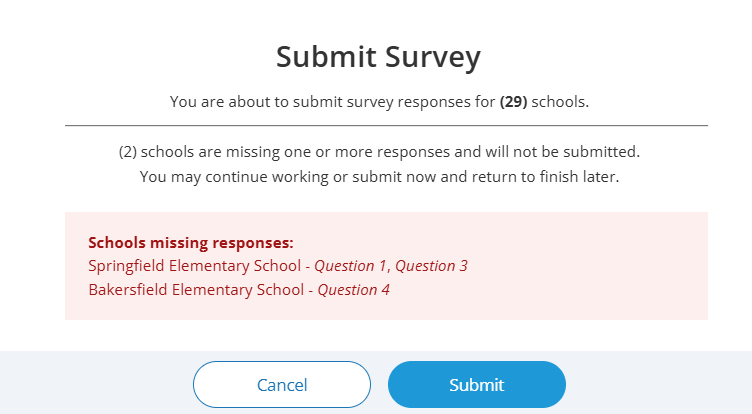 Submit Survey
You are about to submit survey responses for (29) schools.
(2) schools are missing one or more responses and will not be submitted.
You may continue working or submit now and return to finish later.
Schools missing responses:
Springfield Elementary School - Question 1, Question 3
Bakersfield Elementary School - Question 4
Cancel
Submit